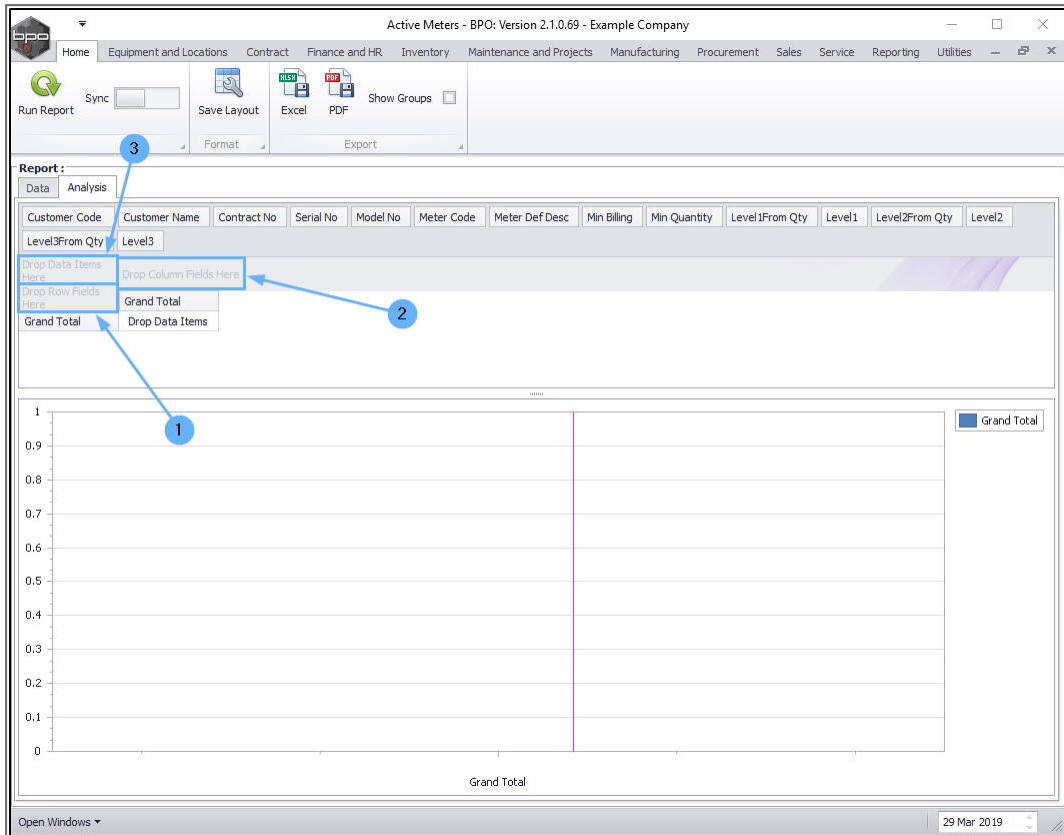 Active Meters - BPO: Version 2.1.0.69 - Example Company
bpo
Home Equipment and Locations Contract Finance and HR Inventory Maintenance and Projects Manufacturing Procurement Sales Service Reporting Utilities
XLSX PDF
Run Report Sync Save Layout Excel PDF Show Groups
Format Export
3
Report :
Data Analysis
Customer Code Customer Name Contract No Serial No Model No Meter Code Meter Def Desc Min Billing Min Quantity Level1From Qty Level1 Level2From Qty Level2
Level3From Qty Level3
Drop Data Items
Here
Drop Column Fields Here
Drop Row Fields
Here
Grand Total
2
Grand Total Drop Data Items
1
1
0.9
0.8
0.7
0.6
0.5
0.4
0.3
0.2
0.1
0
Grand Total
Grand Total
Open Windows 29 Mar 2019